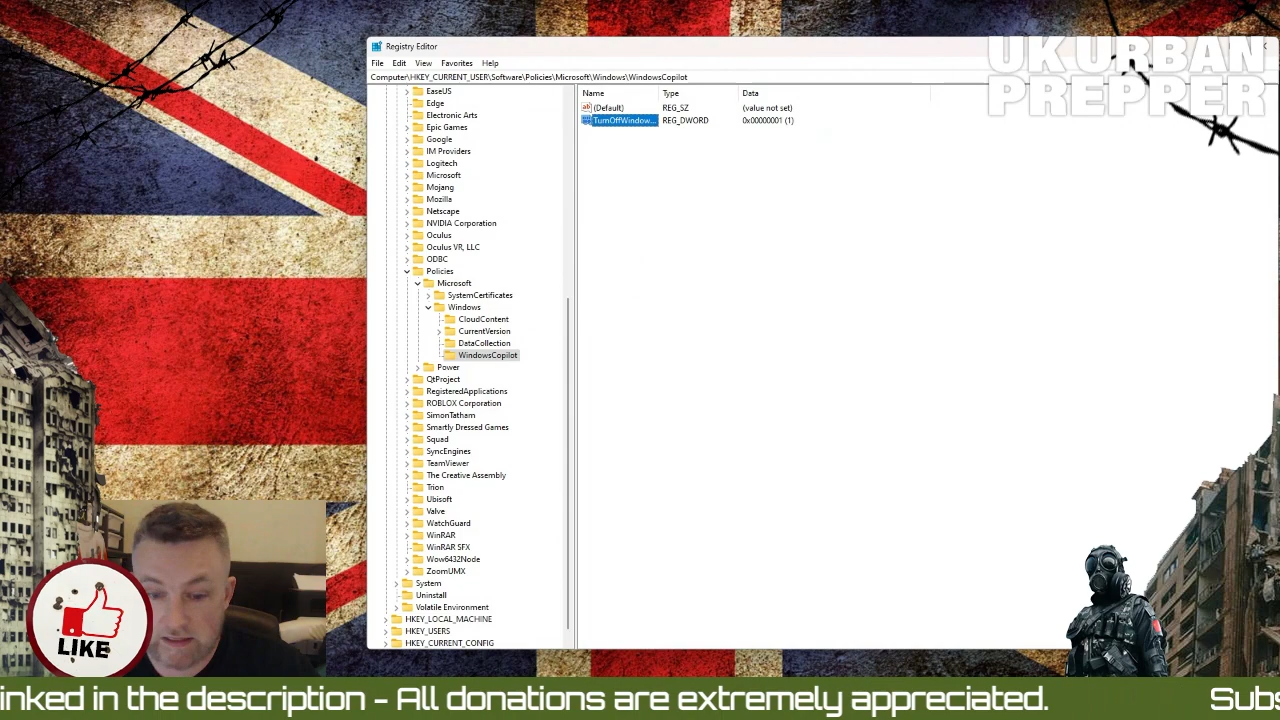 Registry Editor
UK URBAN
PREPPER
File Edit View Favorites Help
Computer\HKEY_CURRENT_USER\Software\Policies\Microsoft\Windows\WindowsCopilot
Name Type Data
(Default) REG_SZ (value not set)
TurnOffWindow... REG_DWORD 0x00000001 (1)
EaseUS
Edge
Electronic Arts
Epic Games
Google
IM Providers
Logitech
Microsoft
Mojang
Mozilla
Netscape
NVIDIA Corporation
Oculus
Oculus VR, LLC
ODBC
Policies
Microsoft
SystemCertificates
Windows
CloudContent
CurrentVersion
DataCollection
WindowsCopilot
Power
QtProject
RegisteredApplications
ROBLOX Corporation
SimonTatham
Smartly Dressed Games
Squad
SyncEngines
TeamViewer
The Creative Assembly
Trion
Ubisoft
Valve
WatchGuard
WinRAR
WinRAR SFX
Wow6432Node
ZoomUMX
System
Uninstall
Volatile Environment
HKEY_LOCAL_MACHINE
HKEY_USERS
HKEY_CURRENT_CONFIG
LIKE
inked in the description - All donations are extremely appreciated. Subs